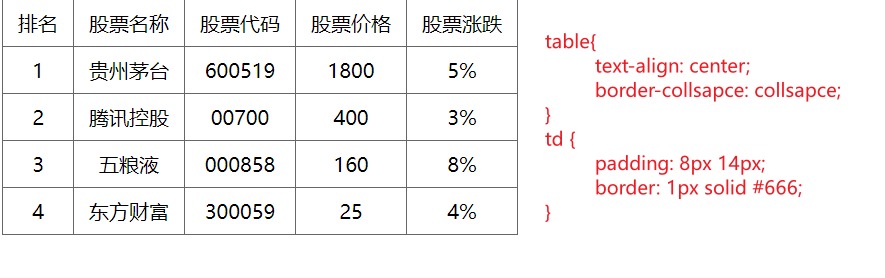 排名 股票名称 股票代码 股票价格 股票涨跌
1 贵州茅台 600519 1800 5%
2 腾讯控股 00700 400 3%
3 五粮液 000858 160 8%
4 东方财富 300059 25 4%
table{
text-align: center;
border-collsapce: collsapce;
}
td {
padding: 8px 14px;
border: 1px solid #666;
}